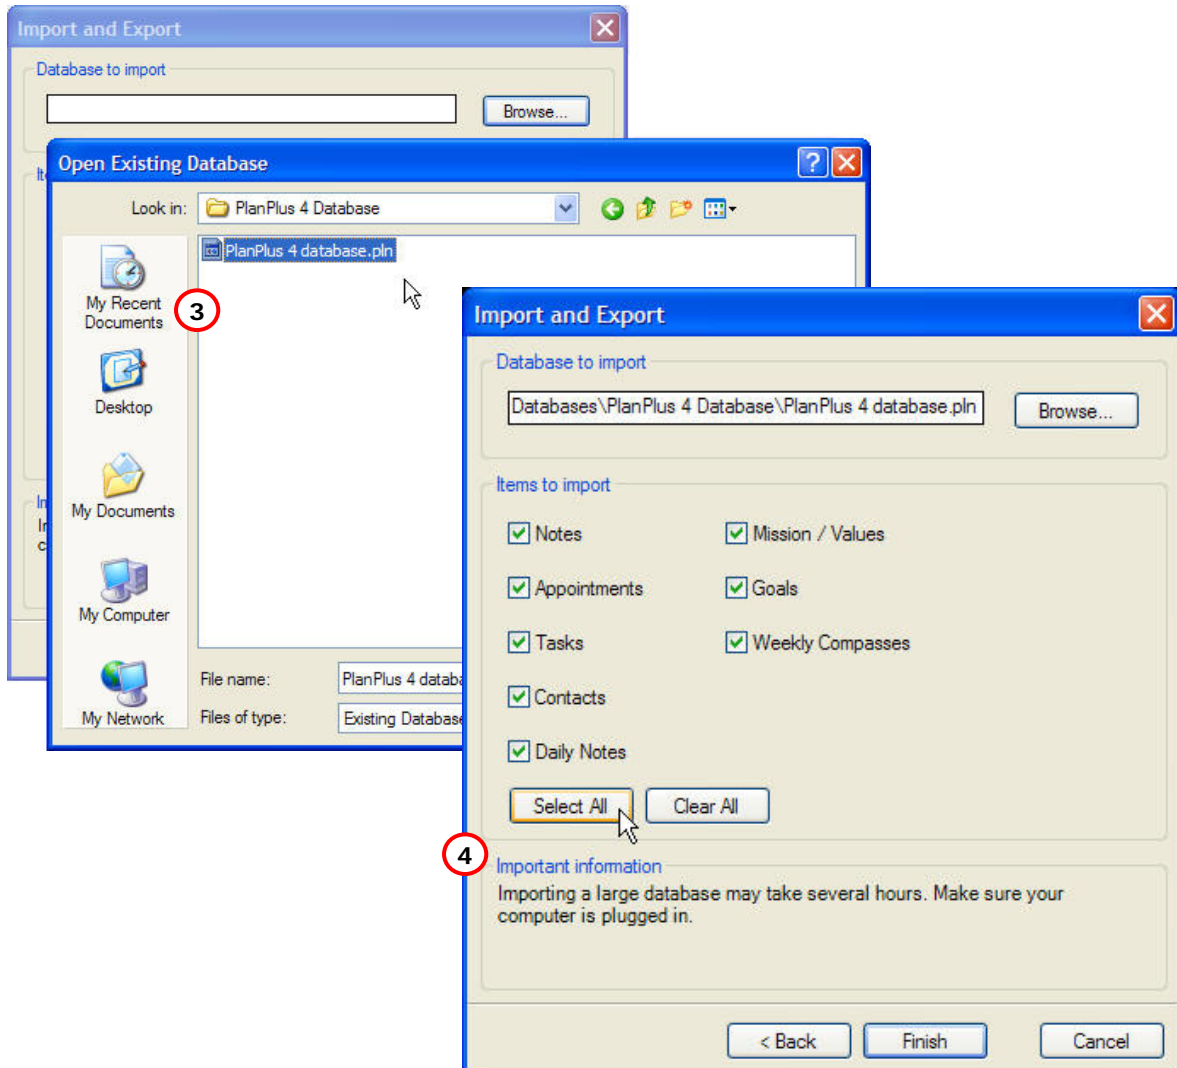 Import and Export
Database to import
Browse...
Open Existing Database
Look in: PlanPlus 4 Database
PlanPlus 4 database.pln
My Recent
Documents
3
Desktop
My Documents
My Computer
My Network
File name: PlanPlus 4 databa
Files of type: Existing Database
Import and Export
Database to import
Databases\PlanPlus 4 Database\PlanPlus 4 database.pln Browse...
Items to import
Notes Mission / Values
Appointments Goals
Tasks Weekly Compasses
Contacts
Daily Notes
Select All Clear All
4
Important information
Importing a large database may take several hours. Make sure your
computer is plugged in.
< Back Finish Cancel